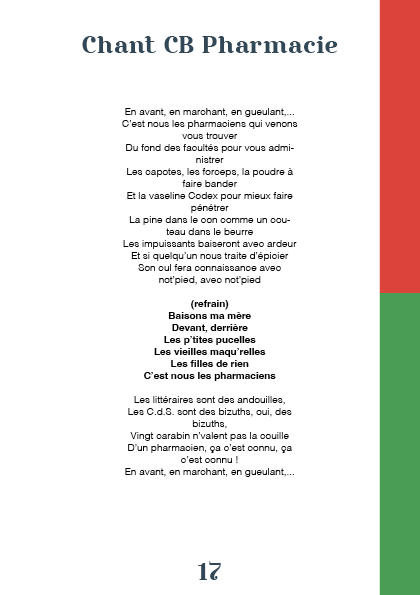 Chant CB Pharmacie
En avant, en marchant, en gueulant,...
C'est nous les pharmaciens qui venons
vous trouver
Du fond des facultés pour vous admi-
nistrer
Les capotes, les forceps, la poudre à
faire bander
Et la vaseline Codex pour mieux faire
pénétrer
La pine dans le con comme un cou-
teau dans le beurre
Les impuissants baiseront avec ardeur
Et si quelqu'un nous traite d'épicier
Son cul fera connaissance avec
not'pied, avec not'pied
(refrain)
Baisons ma mère
Devant, derrière
Les p'tites pucelles
Les vieilles maqu'relles
Les filles de rien
C'est nous les pharmaciens
Les littéraires sont des andouilles,
Les C.d.S. sont des bizuths, oui, des
bizuths,
Vingt carabin n'valent pas la couille
D'un pharmacien, ça c'est connu, ça
c'est connu !
En avant, en marchant, en gueulant,...
17